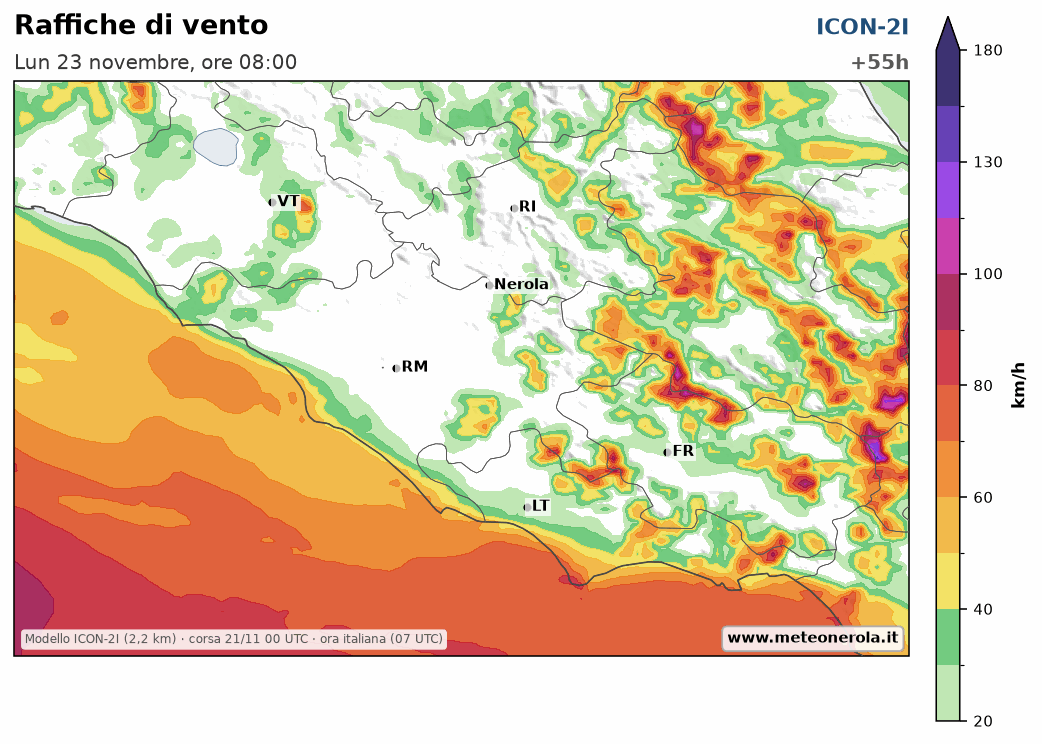 Raffiche di vento
ICON-2I
Lun 23 novembre, ore 08:00
+55h
180
130
100
80
60
40
20
km/h
VT
RI
Nerola
RM
FR
LT
Modello ICON-2I (2,2 km) · corsa 21/11 00 UTC · ora italiana (07 UTC)
www.meteonerola.it